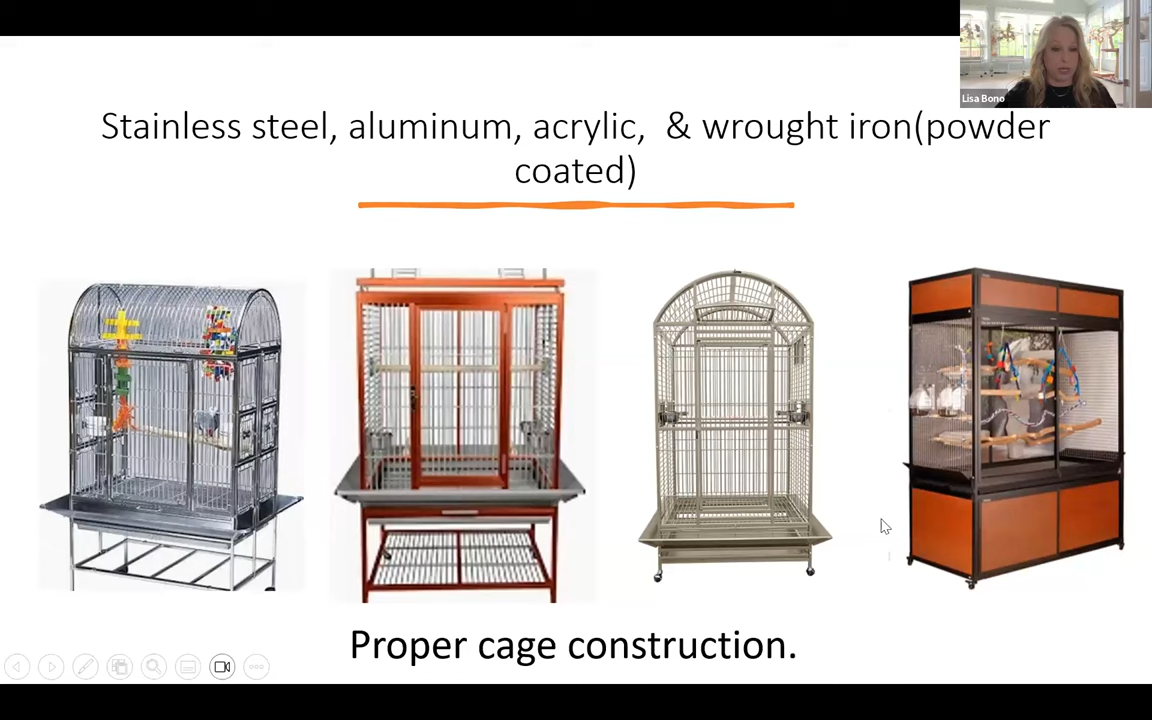 Lisa Bono
Stainless steel, aluminum, acrylic,  & wrought iron(powder
coated)
Proper cage construction.